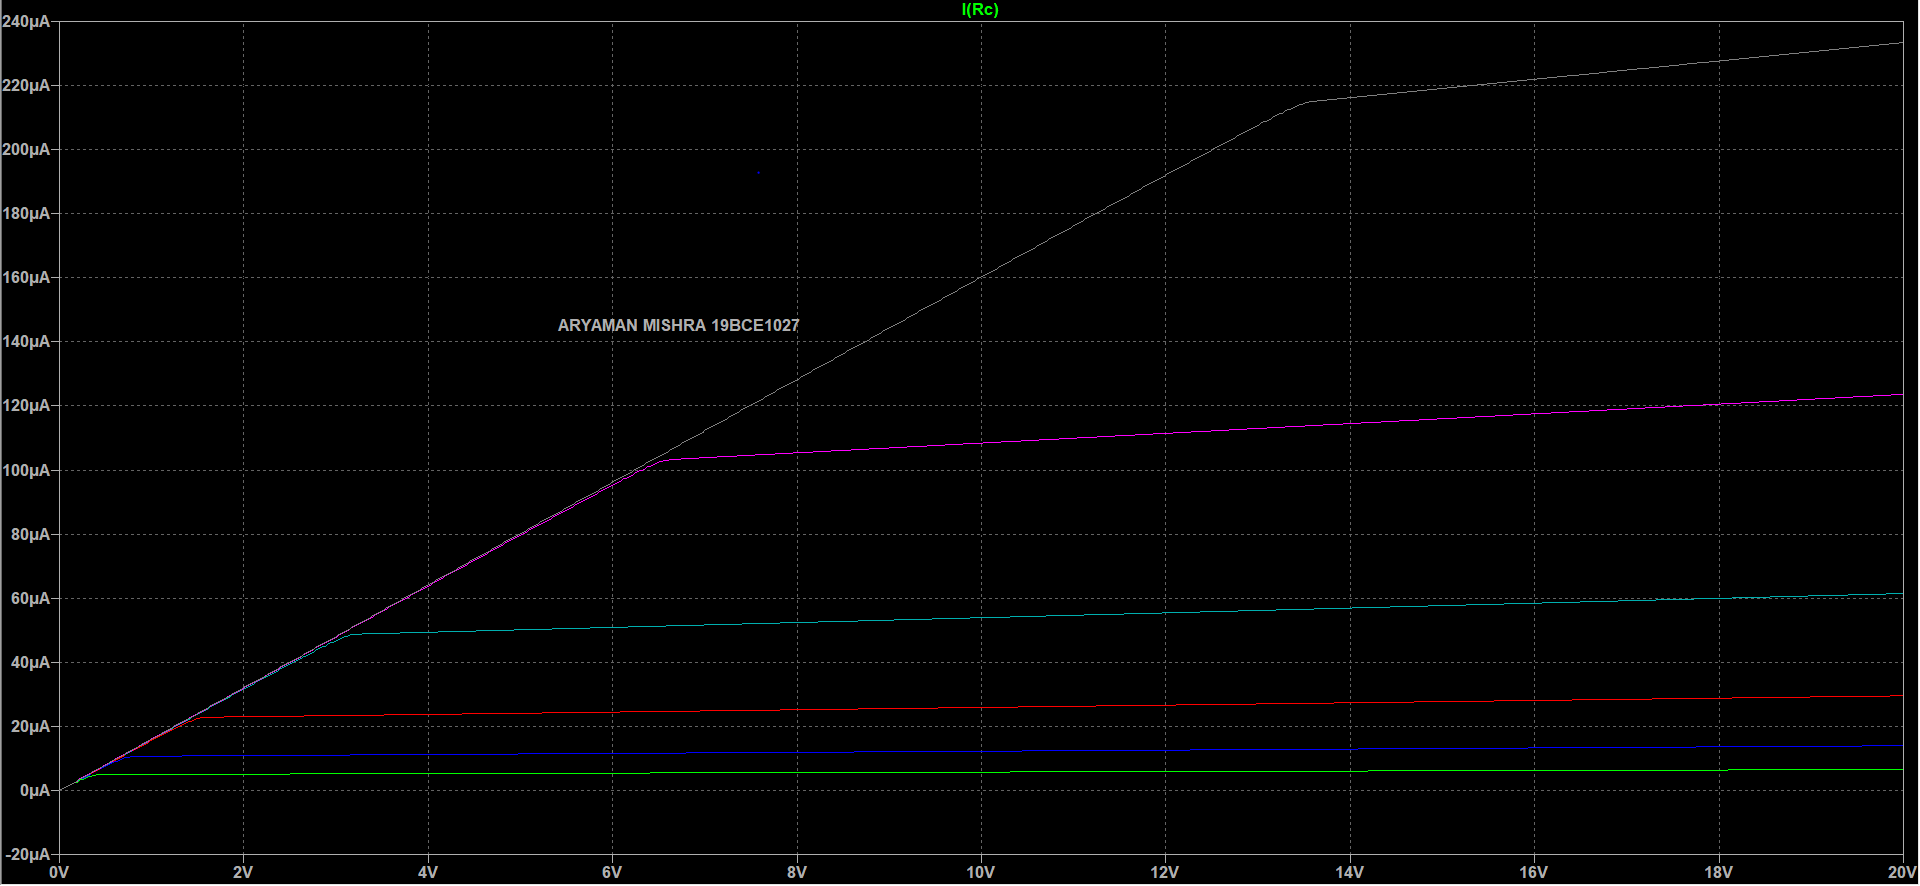 I(Rc)
240µA
220µA
200µA
180µA
160µA
ARYAMAN MISHRA 19BCE1027
140µA
120µA
100µA
80µA
60µA
40µA
20µA
0µA
-20µA
0V 2V 4V 6V 8V 10V 12V 14V 16V 18V 20V